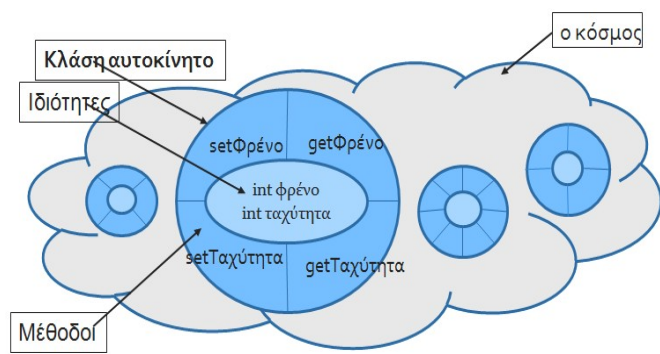 ο κόσμος
Κλάση αυτοκίνητο
Ιδιότητες
setΦρένο
getΦρένο
int φρένο
int ταχύτητα
setΤαχύτητα
getΤαχύτητα
Μέθοδοι